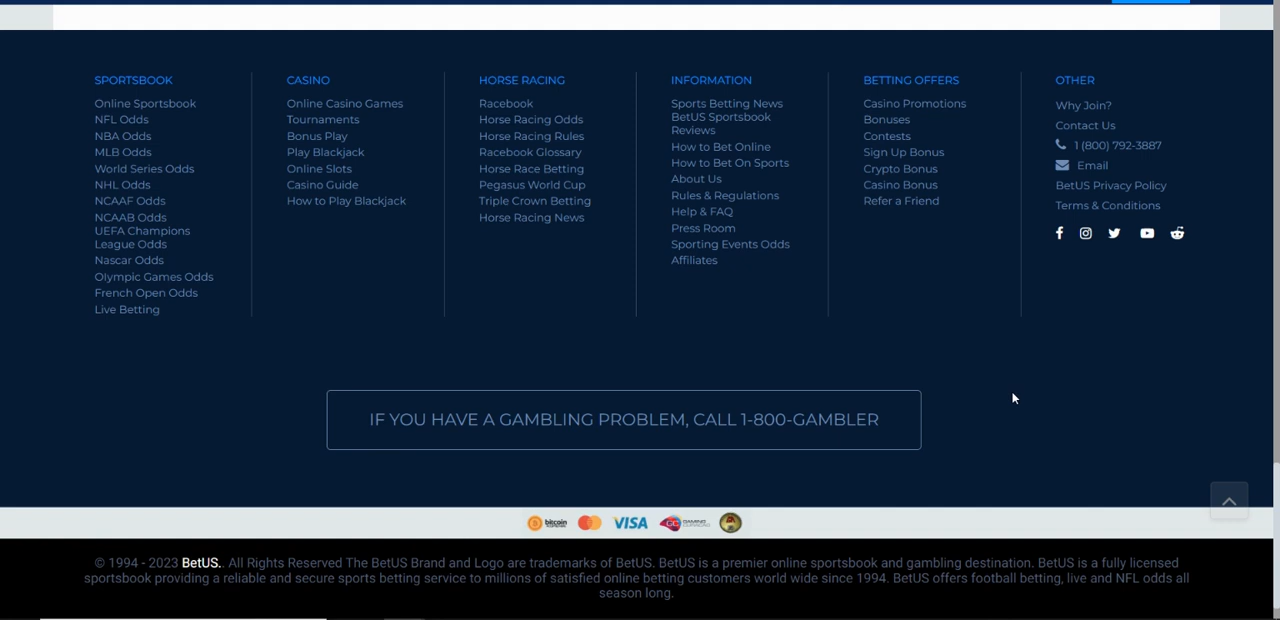 SPORTSBOOK
Online Sportsbook
NFL Odds
NBA Odds
MLB Odds
World Series Odds
NHL Odds
NCAAF Odds
NCAAB Odds
UEFA Champions
League Odds
Nascar Odds
Olympic Games Odds
French Open Odds
Live Betting
CASINO
Online Casino Games
Tournaments
Bonus Play
Play Blackjack
Online Slots
Casino Guide
How to Play Blackjack
HORSE RACING
Racebook
Horse Racing Odds
Horse Racing Rules
Racebook Glossary
Horse Race Betting
Pegasus World Cup
Triple Crown Betting
Horse Racing News
INFORMATION
Sports Betting News
BetUS Sportsbook
Reviews
How to Bet Online
How to Bet On Sports
About Us
Rules & Regulations
Help & FAQ
Press Room
Sporting Events Odds
Affiliates
BETTING OFFERS
Casino Promotions
Bonuses
Contests
Sign Up Bonus
Crypto Bonus
Casino Bonus
Refer a Friend
OTHER
Why Join?
Contact Us
1 (800) 792-3887
Email
BetUS Privacy Policy
Terms & Conditions
IF YOU HAVE A GAMBLING PROBLEM, CALL 1-800-GAMBLER
bitcoin VISA GAMING
© 1994 - 2023 BetUS.. All Rights Reserved The BetUS Brand and Logo are trademarks of BetUS. BetUS is a premier online sportsbook and gambling destination. BetUS is a fully licensed
sportsbook providing a reliable and secure sports betting service to millions of satisfied online betting customers world wide since 1994. BetUS offers football betting, live and NFL odds all
season long.